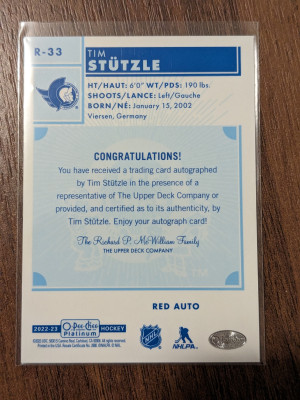 R-33
TIM
STÜTZLE
HT/HAUT: 6'0" WT/PDS: 190 lbs.
SHOOTS/LANCE: Left/Gauche
BORN/NÉ: January 15, 2002
Viersen, Germany
CONGRATULATIONS!
You have received a trading card autographed
by Tim Stützle in the presence of a
representative of The Upper Deck Company or
provided, and certified as to its authenticity, by
Tim Stützle. Enjoy your autograph card!
The Richard P. McWilliam Family
THE UPPER DECK COMPANY
RED AUTO
2022-23 O-Pee-Chee Platinum HOCKEY
NHL
NHLPA